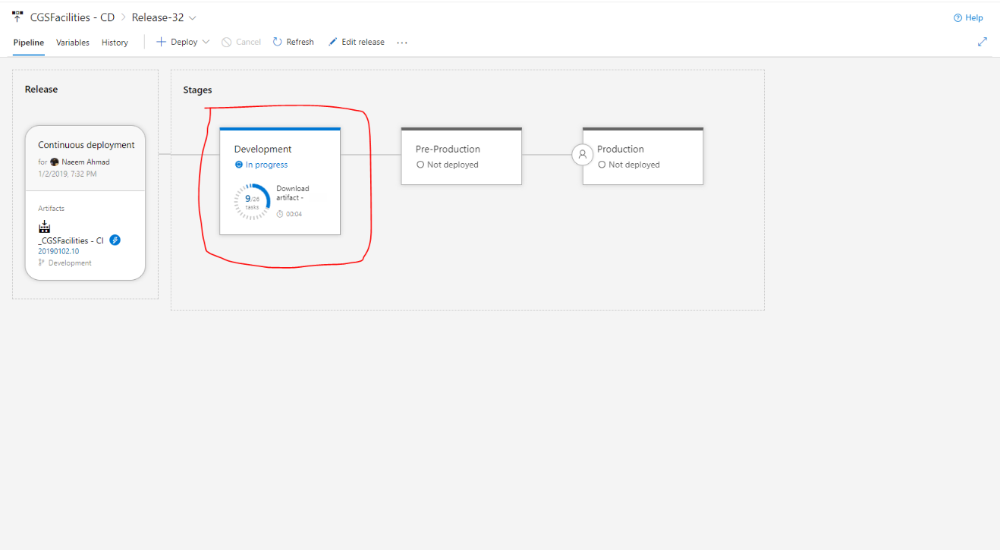 CGSFacilities - CD > Release-32
Help
Pipeline Variables History Deploy Cancel Refresh Edit release ...
Release
Stages
Continuous deployment
for Naeem Ahmad
1/2/2019, 7:32 PM
Artifacts
_CGSFacilities - CI
20190102.10
Development
Development
In progress
9/26
tasks
Download
artifact -
00:04
Pre-Production
Not deployed
Production
Not deployed